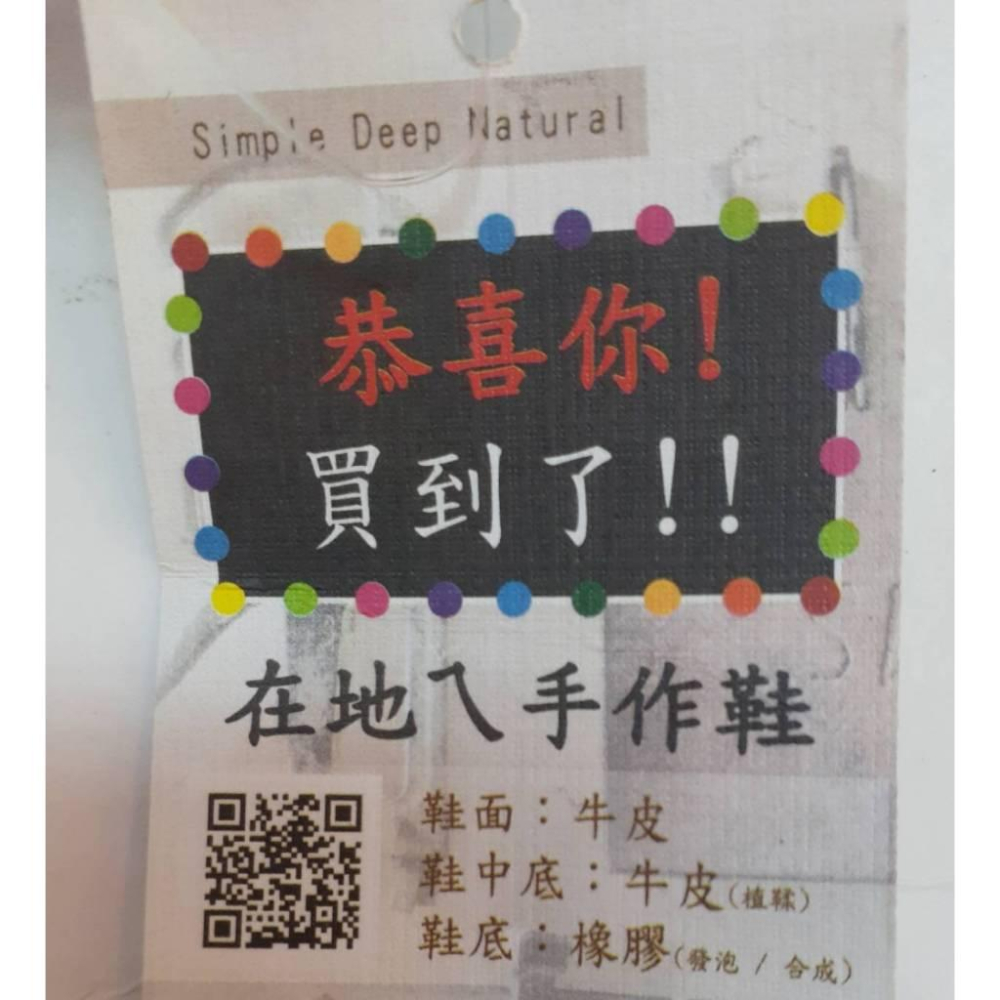 Simple Deep Natural
恭喜你!
買到了!!
在地ㄟ手作鞋
鞋面：牛皮
鞋中底：牛皮(植鞣)
鞋底：橡膠(發泡 / 合成)